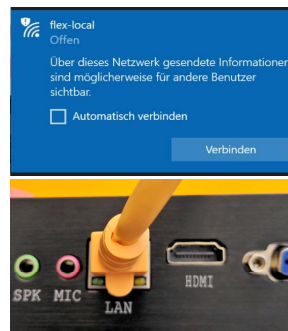 flex-local
Offen
Über dieses Netzwerk gesendete Informationen
sind möglicherweise für andere Benutzer
sichtbar.
Automatisch verbinden
Verbinden
SPK MIC LAN HDMI